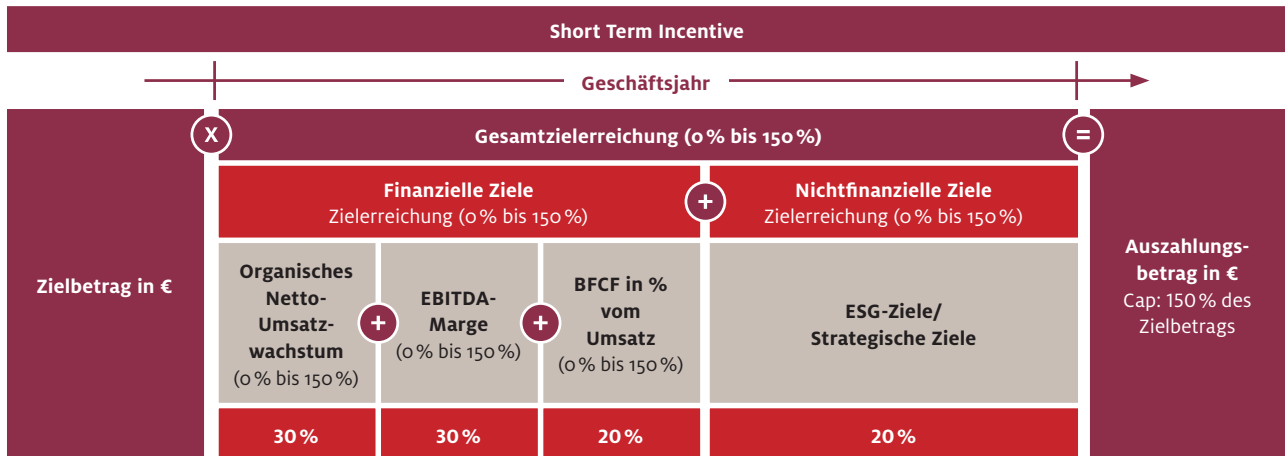 Short Term Incentive
Geschäftsjahr
Zielbetrag in €
X
Gesamtzielerreichung (0 % bis 150 %)
=
Finanzielle Ziele
Zielerreichung (0 % bis 150 %)
+
Nichtfinanzielle Ziele
Zielerreichung (0 % bis 150 %)
Organisches
Netto-
Umsatz-
wachstum
(0 % bis 150 %)
+
EBITDA-
Marge
(0 % bis 150 %)
+
BFCF in %
vom
Umsatz
(0 % bis 150 %)
ESG-Ziele/
Strategische Ziele
30 %
30 %
20 %
20 %
Auszahlungs-
betrag in €
Cap: 150 % des
Zielbetrags